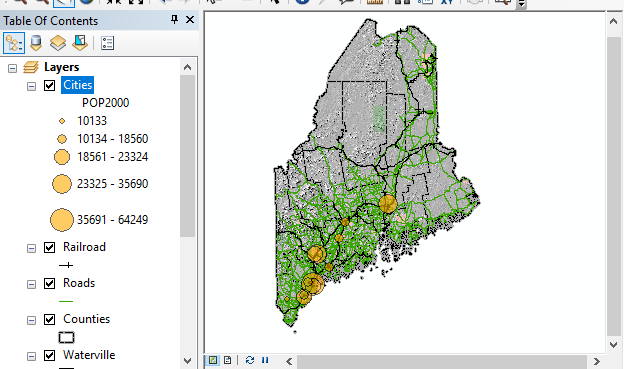 Table Of Contents
Layers
Cities
POP2000
10133
10134 - 18560
18561 - 23324
23325 - 35690
35691 - 64249
Railroad
Roads
Counties
Waterville